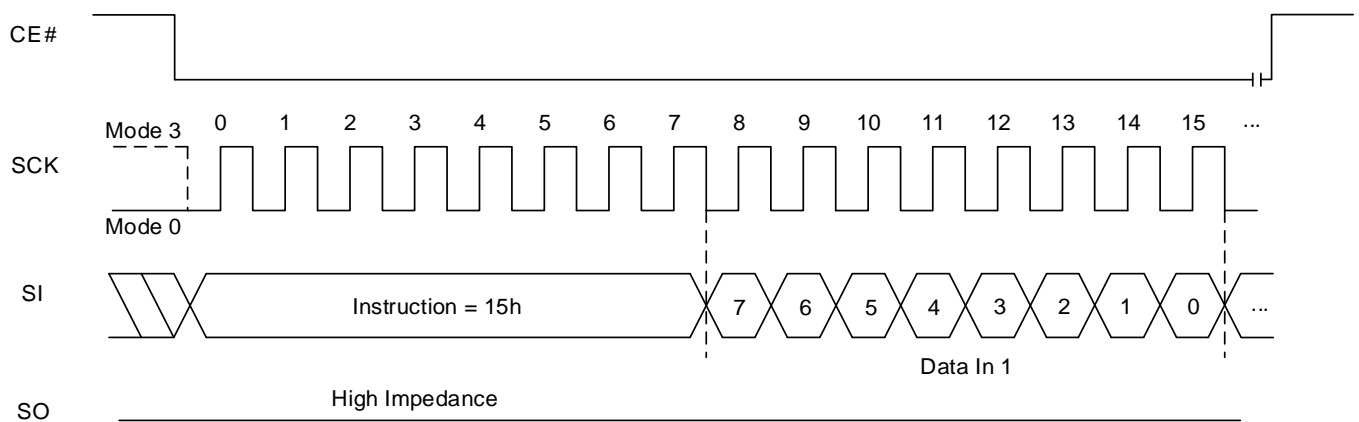 CE#
Mode 3 0 1 2 3 4 5 6 7 8 9 10 11 12 13 14 15 ...
SCK
Mode 0
SI Instruction = 15h 7 6 5 4 3 2 1 0 ...
Data In 1
High Impedance
SO